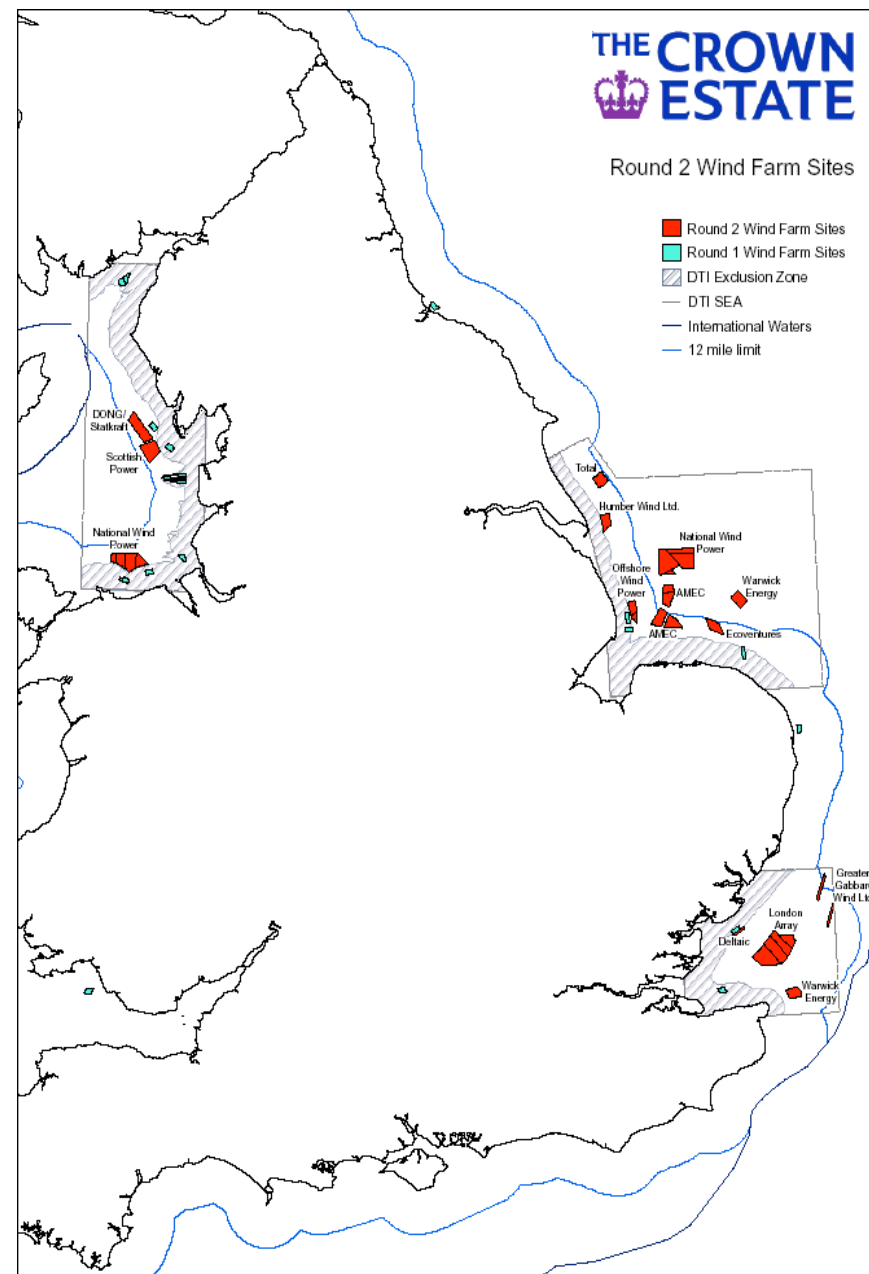 THE CROWN
ESTATE
Round 2 Wind Farm Sites
Round 2 Wind Farm Sites
Round 1 Wind Farm Sites
DTI Exclusion Zone
DTI SEA
International Waters
12 mile limit
DONG/
Statkraft
Scottish
Power
National Wind
Power
Total
Humber Wind Ltd.
National Wind
Power
Offshore
Wind
Power
AMEC
Warwick
Energy
AMEC
Ecoventures
Greater
Gabbard
Wind Ltd
London
Array
Deltaic
Warwick
Energy